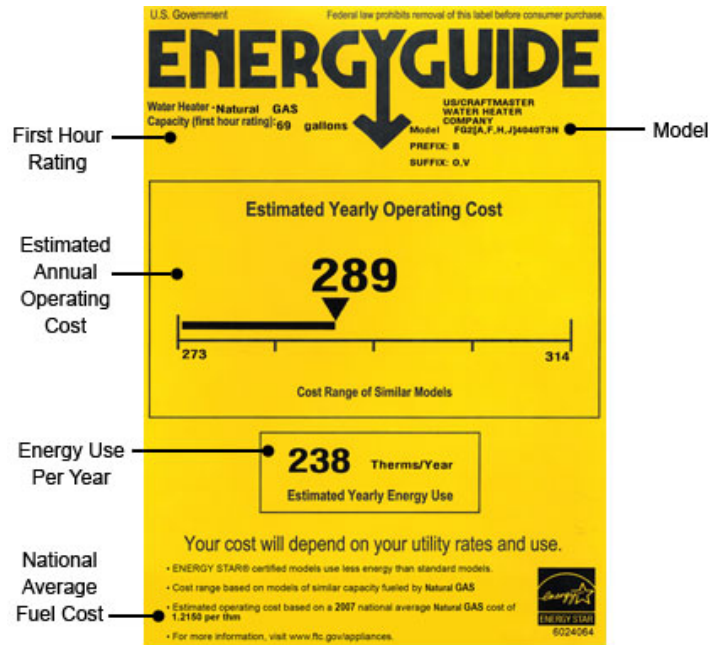 U.S. Government
Federal law prohibits removal of this label before consumer purchase.
ENERGYGUIDE
Water Heater - Natural GAS
Capacity (first hour rating): 69 gallons
US/CRAFTMASTER
WATER HEATER
COMPANY
Model FG2[A,F,H,J]4040T3N
PREFIX: B
SUFFIX: O,V
First Hour
Rating
Model
Estimated Yearly Operating Cost
Estimated
Annual
Operating
Cost
289
273
314
Cost Range of Similar Models
Energy Use
Per Year
238 Therms/Year
Estimated Yearly Energy Use
Your cost will depend on your utility rates and use.
National
Average
Fuel Cost
• ENERGY STAR® certified models use less energy than standard models.
• Cost range based on models of similar capacity fueled by Natural GAS
• Estimated operating cost based on a 2007 national average Natural GAS cost of
1.2150 per thm
• For more information, visit www.ftc.gov/appliances.
energy
ENERGY STAR
6024064